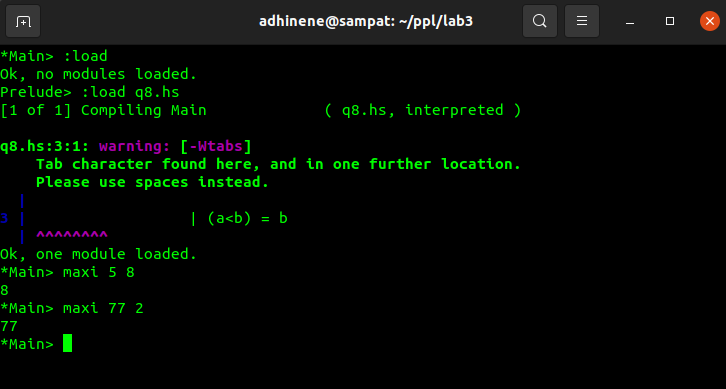 adhinene@sampat: ~/ppl/lab3
*Main> :load
Ok, no modules loaded.
Prelude> :load q8.hs
[1 of 1] Compiling Main             ( q8.hs, interpreted )
q8.hs:3:1: warning: [-Wtabs]
    Tab character found here, and in one further location.
    Please use spaces instead.
  |
3 |                  | (a<b) = b
  | ^^^^^^^^
Ok, one module loaded.
*Main> maxi 5 8
8
*Main> maxi 77 2
77
*Main>